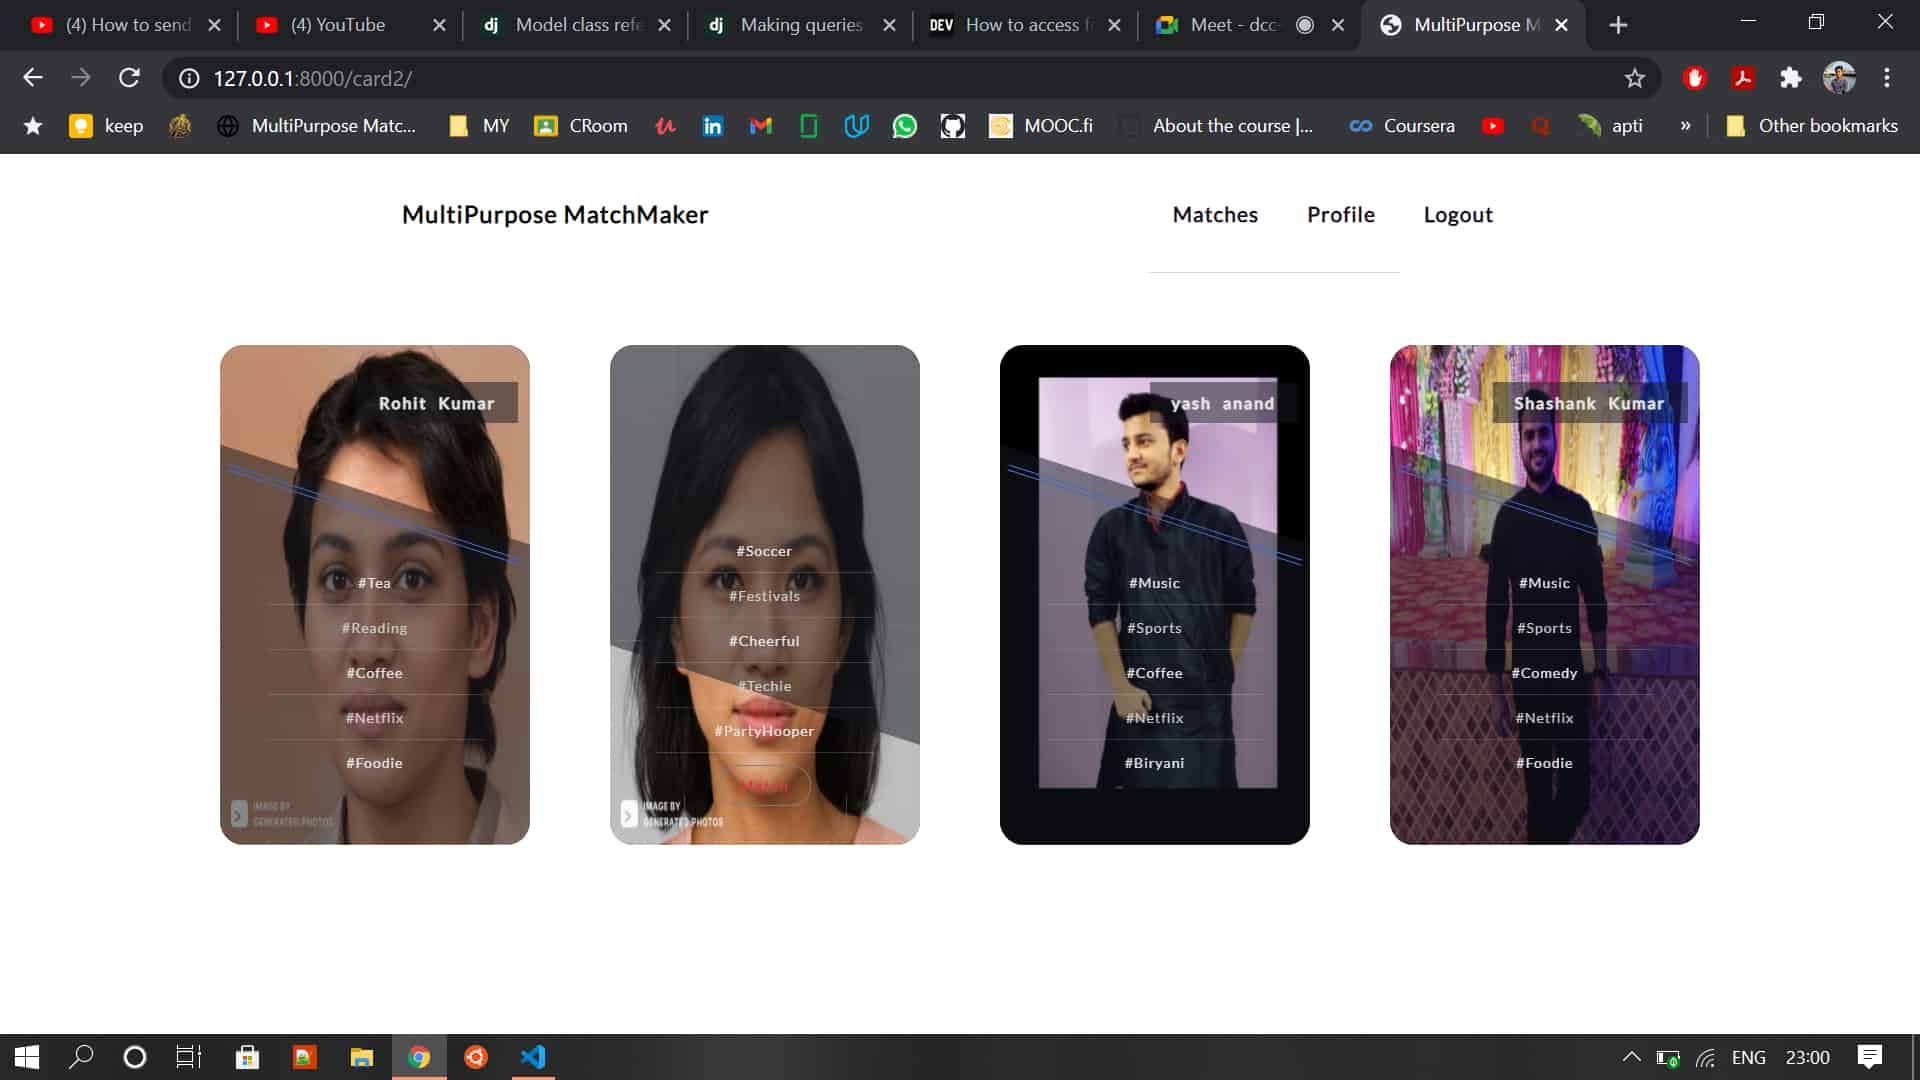 (4) How to send
(4) YouTube
dj Model class refe
dj Making queries
DEV How to access f
Meet - dcc-
MultiPurpose M
127.0.0.1:8000/card2/
keep
MultiPurpose Matc...
MY
CRoom
MOOC.fi
About the course |...
Coursera
apti
»
Other bookmarks
MultiPurpose MatchMaker
Matches
Profile
Logout
Rohit Kumar
#Tea
#Reading
#Coffee
#Netflix
#Foodie
IMAGE BY
GENERATED PHOTOS
#Soccer
#Festivals
#Cheerful
#Techie
#PartyHooper
Match
IMAGE BY
GENERATED PHOTOS
yash anand
#Music
#Sports
#Coffee
#Netflix
#Biryani
Shashank Kumar
#Music
#Sports
#Comedy
#Netflix
#Foodie
ENG
23:00